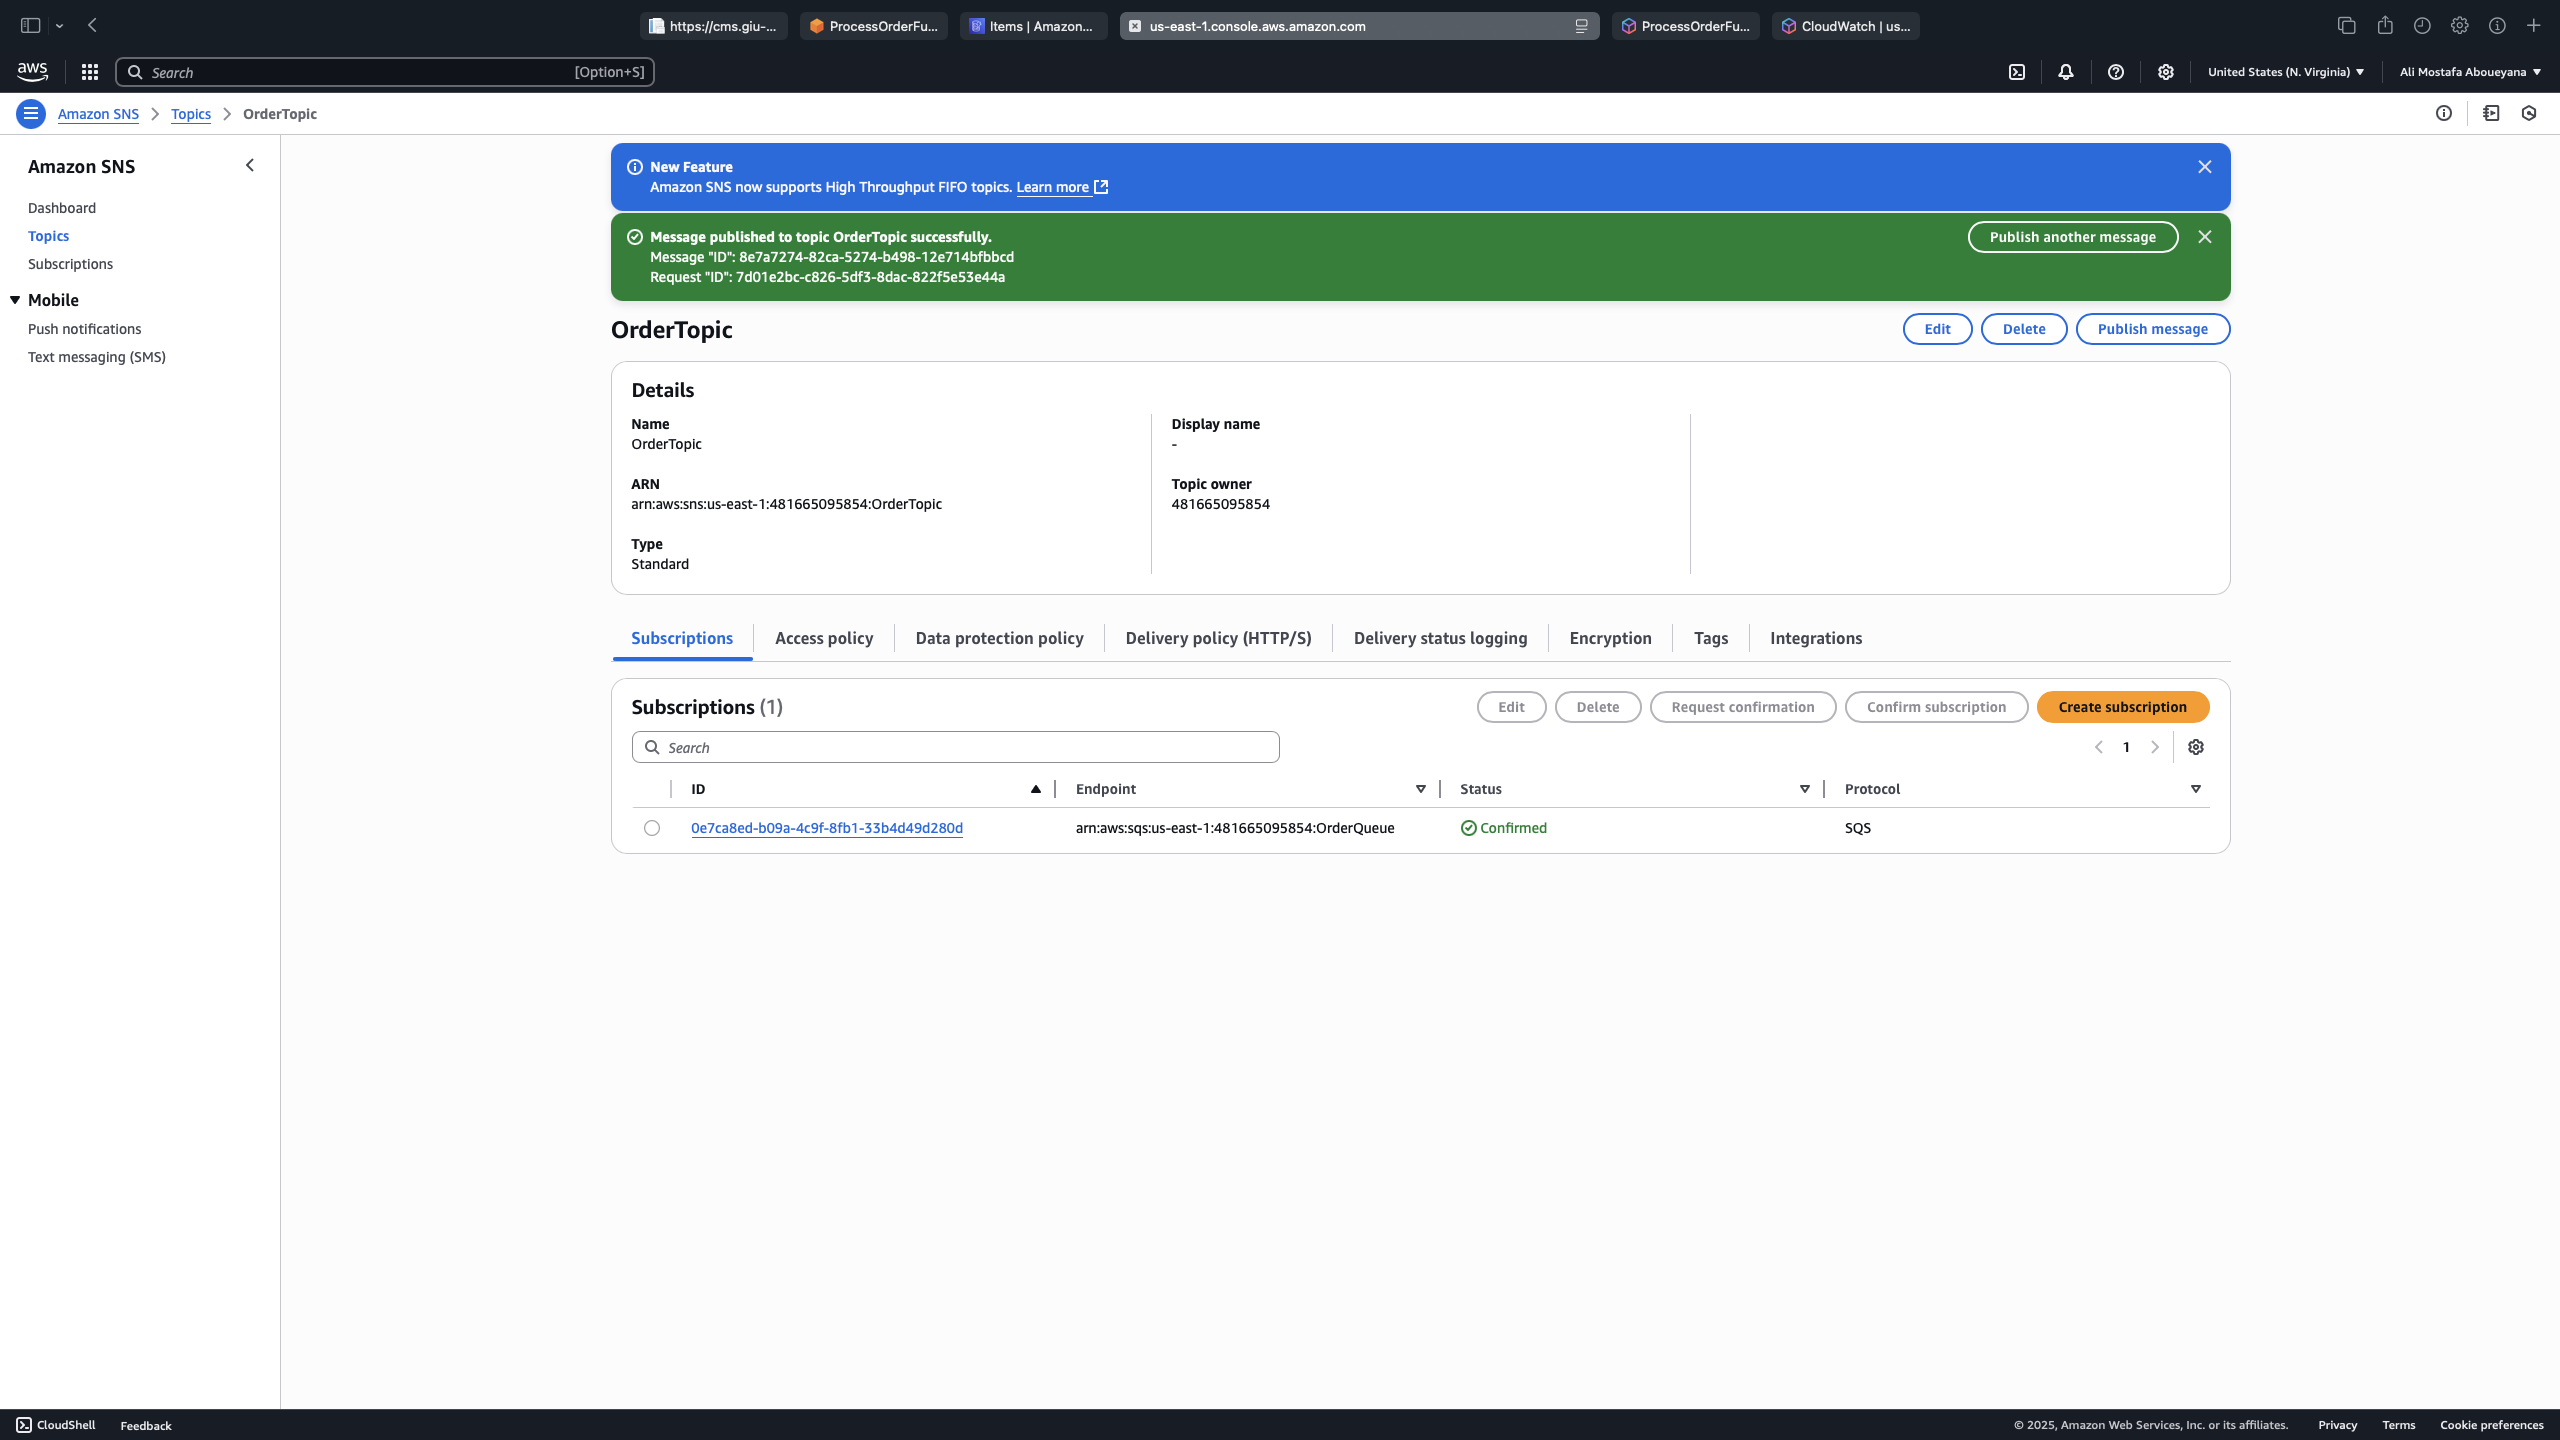 https://cms.giu-...
ProcessOrderFu...
Items | Amazon...
us-east-1.console.aws.amazon.com
ProcessOrderFu...
CloudWatch | us...
aws
Search
[Option+S]
United States (N. Virginia)
Ali Mostafa Aboueyana
Amazon SNS
Topics
OrderTopic
Amazon SNS
Dashboard
Topics
Subscriptions
Mobile
Push notifications
Text messaging (SMS)
New Feature
Amazon SNS now supports High Throughput FIFO topics. Learn more
Message published to topic OrderTopic successfully.
Message "ID": 8e7a7274-82ca-5274-b498-12e714bfbbcd
Request "ID": 7d01e2bc-c826-5df3-8dac-822f5e53e44a
Publish another message
OrderTopic
Edit
Delete
Publish message
Details
Name
OrderTopic
ARN
arn:aws:sns:us-east-1:481665095854:OrderTopic
Type
Standard
Display name
-
Topic owner
481665095854
Subscriptions
Access policy
Data protection policy
Delivery policy (HTTP/S)
Delivery status logging
Encryption
Tags
Integrations
Subscriptions (1)
Edit
Delete
Request confirmation
Confirm subscription
Create subscription
Search
1
ID
Endpoint
Status
Protocol
0e7ca8ed-b09a-4c9f-8fb1-33b4d49d280d
arn:aws:sqs:us-east-1:481665095854:OrderQueue
Confirmed
SQS
CloudShell
Feedback
© 2025, Amazon Web Services, Inc. or its affiliates.
Privacy
Terms
Cookie preferences